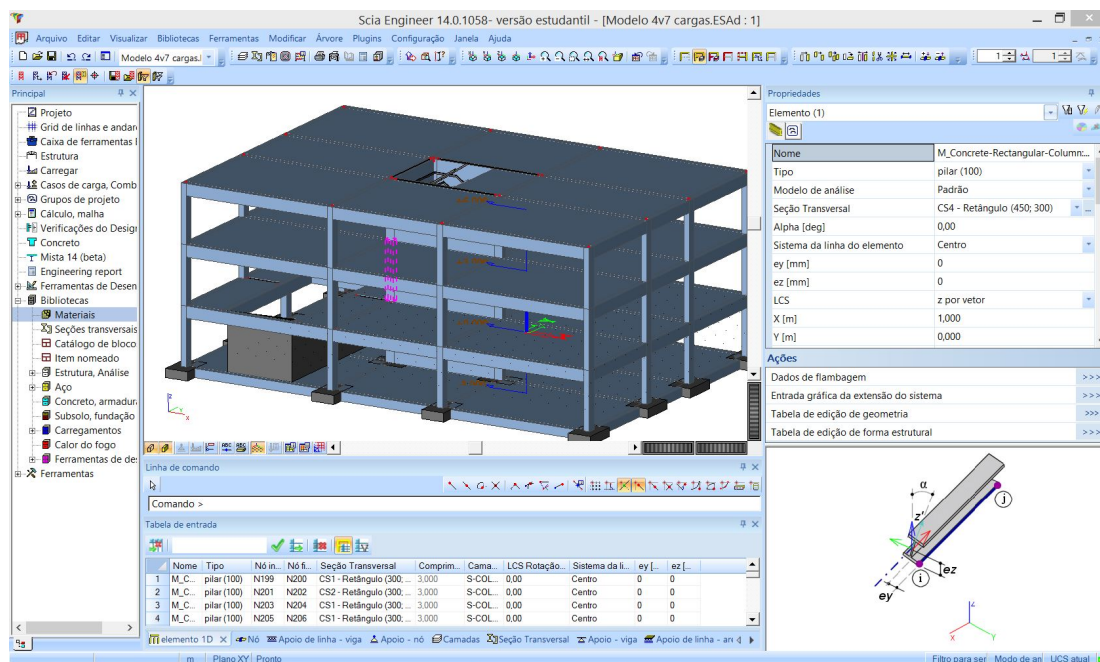 Scia Engineer 14.0.1058- versão estudantil - [Modelo 4v7 cargas.ESAd : 1]
Arquivo Editar Visualizar Bibliotecas Ferramentas Modificar Árvore Plugins Configuração Janela Ajuda
Modelo 4v7 cargas.
1 1
Principal
Projeto
Grid de linhas e andar
Caixa de ferramentas
Estrutura
Carregar
Casos de carga, Comb
Grupos de projeto
Cálculo, malha
Verificações do Design
Concreto
Mista 14 (beta)
Engineering report
Ferramentas de Desen
Bibliotecas
Materiais
Seções transversais
Catálogo de bloco
Item nomeado
Estrutura, Análise
Aço
Concreto, armadur
Subsolo, fundação
Carregamentos
Calor do fogo
Ferramentas de de
Ferramentas
z
y
x
Linha de comando
Comando >
Tabela de entrada
Nome Tipo Nó in... Nó fi... Seção Transversal Comprim... Cama... LCS Rotação... Sistema da li... ey [... ez [...
1 M_C... pilar (100) N199 N200 CS1 - Retângulo (300; ... 3,000 S-COL... 0,00 Centro 0 0
2 M_C... pilar (100) N201 N202 CS2 - Retângulo (300; ... 3,000 S-COL... 0,00 Centro 0 0
3 M_C... pilar (100) N203 N204 CS1 - Retângulo (300; ... 3,000 S-COL... 0,00 Centro 0 0
4 M_C... pilar (100) N205 N206 CS1 - Retângulo (300; ... 3,000 S-COL... 0,00 Centro 0 0
elemento 1D Nó Apoio de linha - viga Apoio - nó Camadas Seção Transversal Apoio - viga Apoio de linha - an
Propriedades
Elemento (1)
Nome M_Concrete-Rectangular-Column:...
Tipo pilar (100)
Modelo de análise Padrão
Seção Transversal CS4 - Retângulo (450; 300)
Alpha [deg] 0,00
Sistema da linha do elemento Centro
ey [mm] 0
ez [mm] 0
LCS z por vetor
X [m] 1,000
Y [m] 0,000
Ações
Dados de flambagem >>>
Entrada gráfica da extensão do sistema >>>
Tabela de edição de geometria >>>
Tabela de edição de forma estrutural >>>
α
z'
j
i
ez
ey
z
x
y
m Plano XY Pronto Filtro para ser Modo de an UCS atual